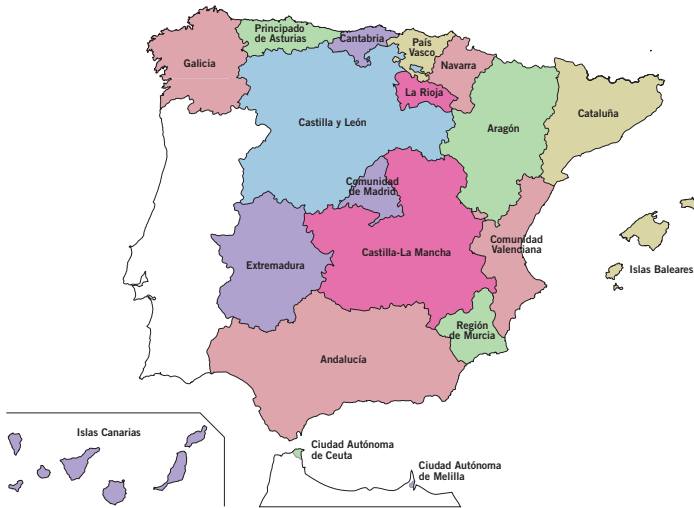 Principado
de Asturias
Cantabria
País
Vasco
Galicia
Navarra
La Rioja
Cataluña
Castilla y León
Aragón
Comunidad
de Madrid
Comunidad
Valenciana
Castilla-La Mancha
Extremadura
Islas Baleares
Región
de Murcia
Andalucía
Islas Canarias
Ciudad Autónoma
de Ceuta
Ciudad Autónoma
de Melilla